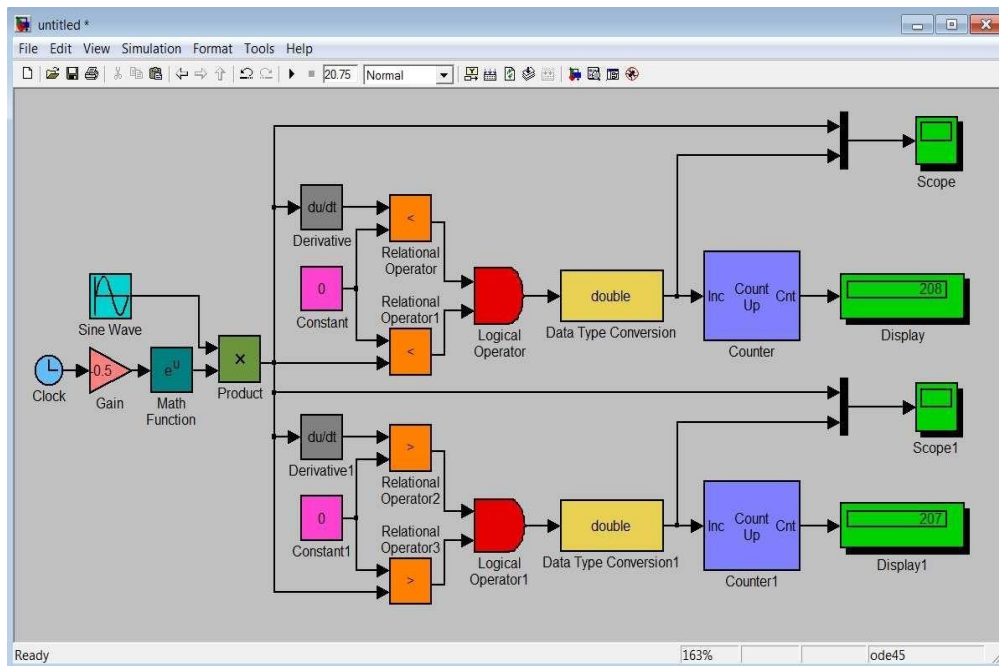 untitled *
File Edit View Simulation Format Tools Help
20.75 Normal
Scope
du/dt
Derivative
<
Relational
Operator
0
Constant
Sine Wave
Relational
Operator1
<
Logical
Operator
double
Data Type Conversion
Inc Count Up Cnt
Counter
208
Display
Clock
-0.5
Gain
eu
Math
Function
×
Product
Scope1
du/dt
Derivative1
>
Relational
Operator2
0
Constant1
Relational
Operator3
>
Logical
Operator1
double
Data Type Conversion1
Inc Count Up Cnt
Counter1
207
Display1
Ready 163% ode45